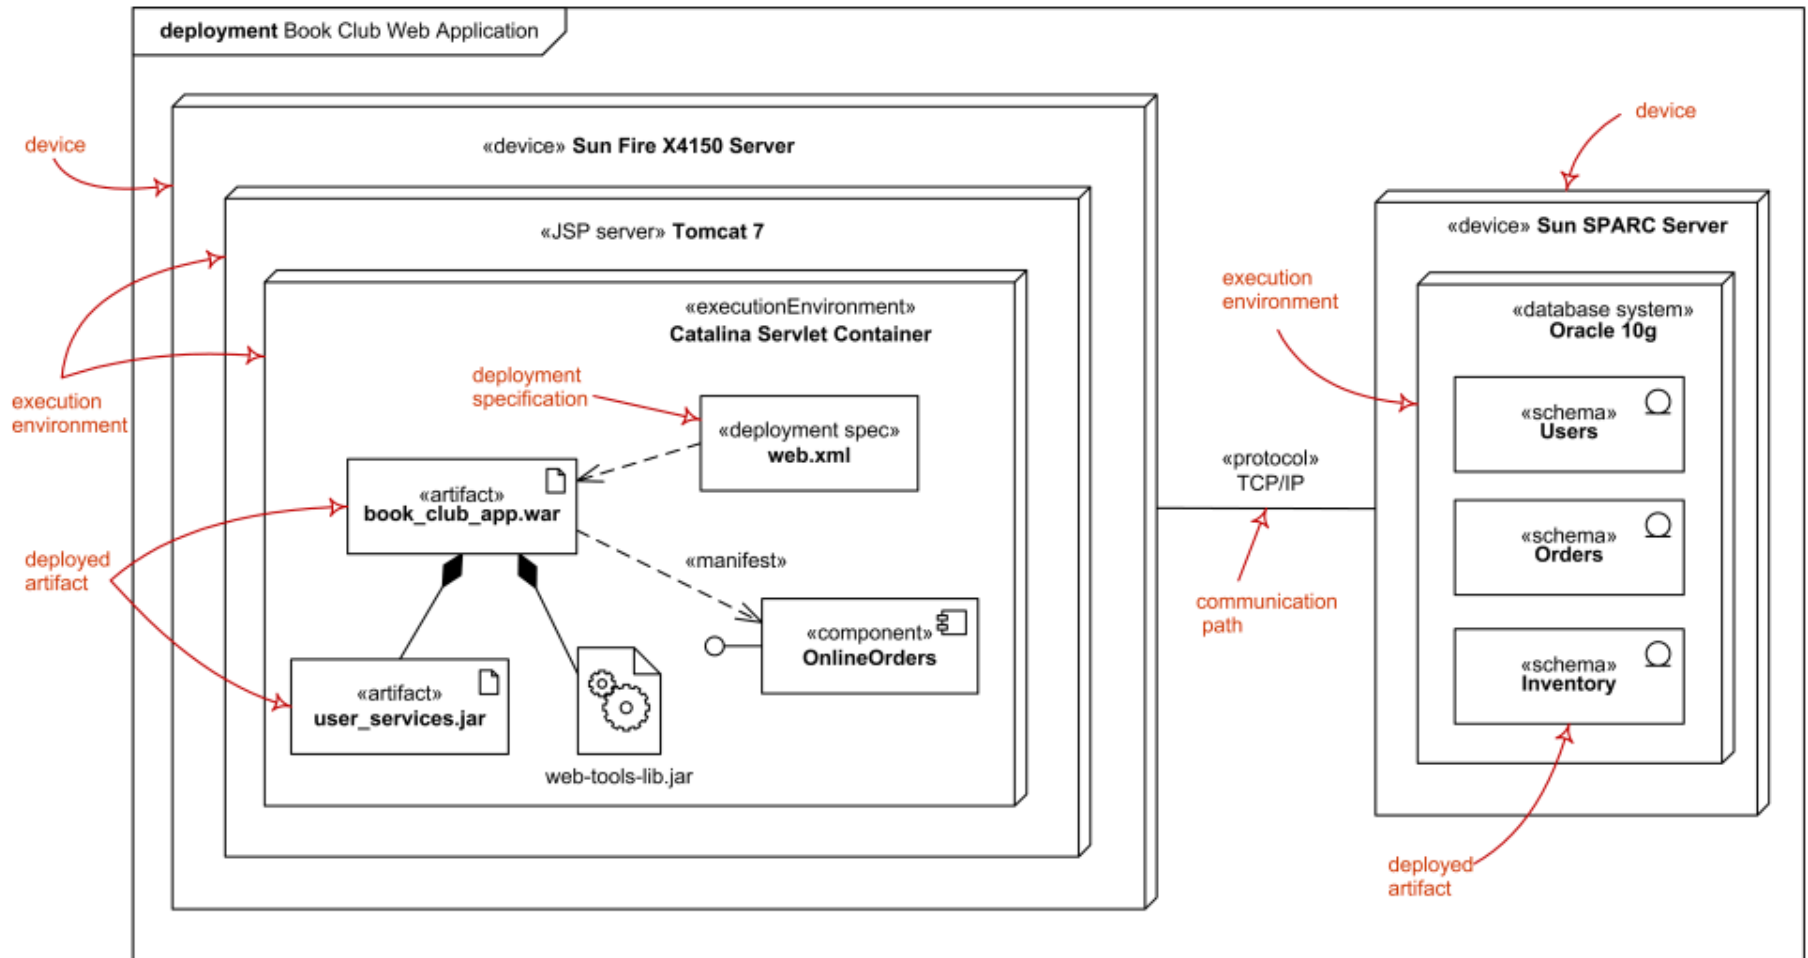 deployment Book Club Web Application
device
«device» Sun Fire X4150 Server
device
«JSP server» Tomcat 7
«device» Sun SPARC Server
«executionEnvironment»
Catalina Servlet Container
execution
environment
«database system»
Oracle 10g
deployment
specification
execution
environment
«deployment spec»
web.xml
«schema»
Users
«protocol»
TCP/IP
«artifact»
book_club_app.war
«schema»
Orders
deployed
artifact
«manifest»
communication
path
«component»
OnlineOrders
«schema»
Inventory
«artifact»
user_services.jar
web-tools-lib.jar
deployed
artifact